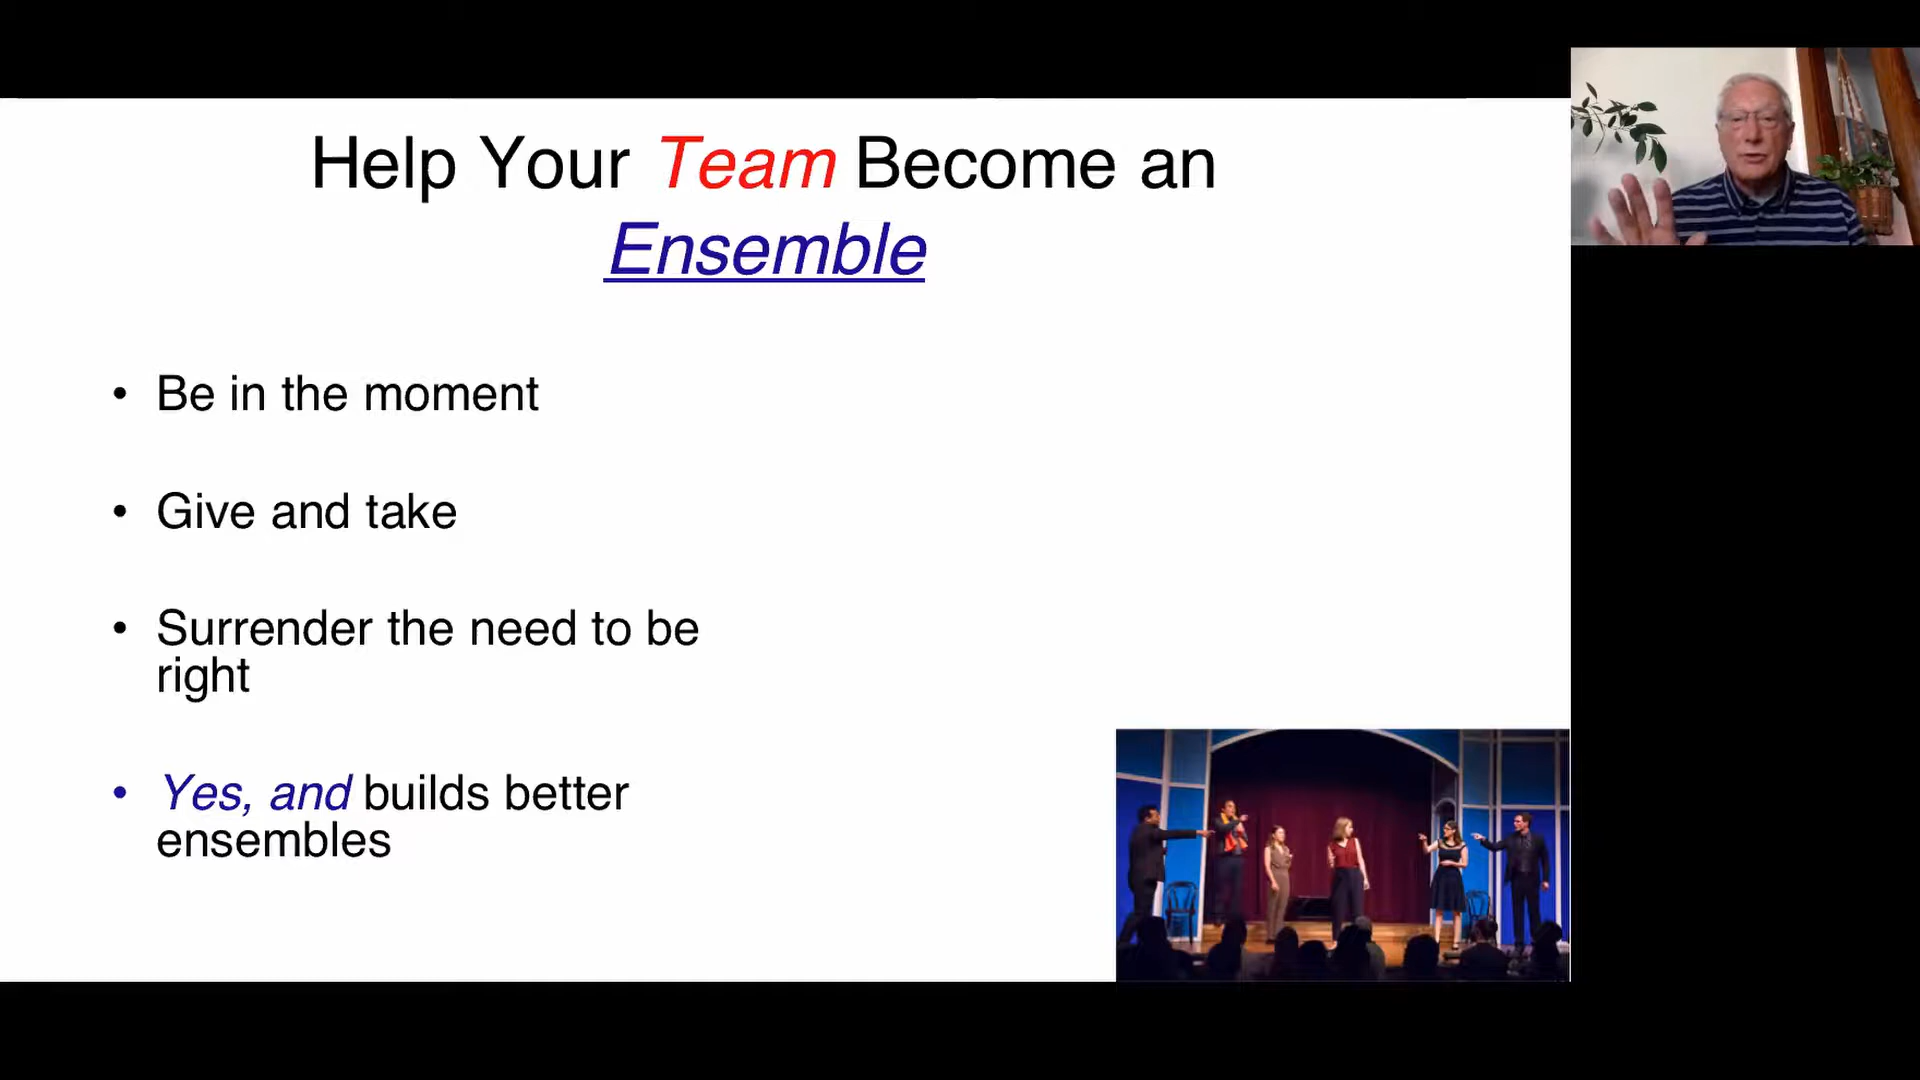 Help Your Team Become an
Ensemble
• Be in the moment
• Give and take
• Surrender the need to be
right
• Yes, and builds better
ensembles